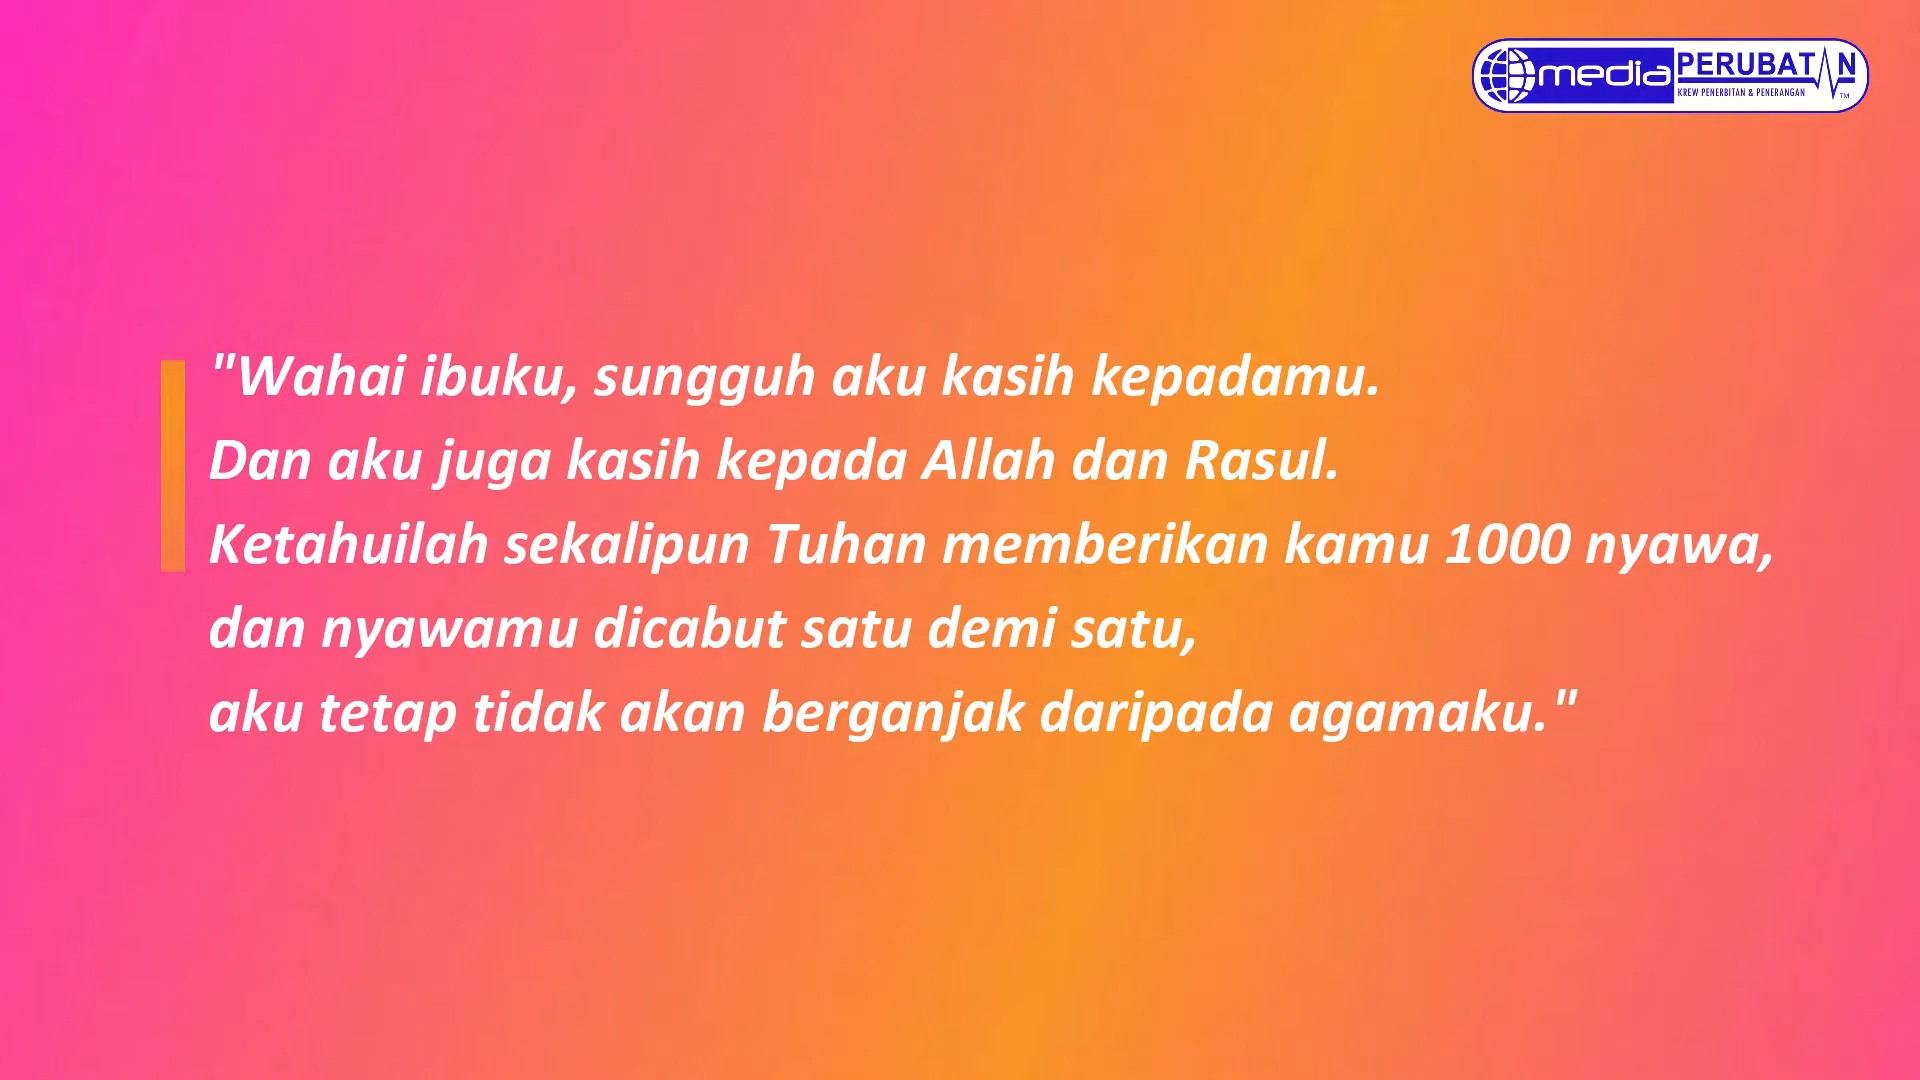 media PERUBATAN
KREW PENERBITAN & PENERANGAN
TM
"Wahai ibuku, sungguh aku kasih kepadamu.
Dan aku juga kasih kepada Allah dan Rasul.
Ketahuilah sekalipun Tuhan memberikan kamu 1000 nyawa,
dan nyawamu dicabut satu demi satu,
aku tetap tidak akan berganjak daripada agamaku."